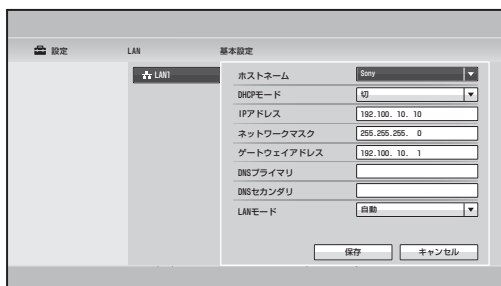 設定 LAN 基本設定
LAN1
ホストネーム Sony
DHCPモード 切
IPアドレス 192.100. 10. 10
ネットワークマスク 255.255.255. 0
ゲートウェイアドレス 192.100. 10. 1
DNSプライマリ
DNSセカンダリ
LANモード 自動
保存 キャンセル